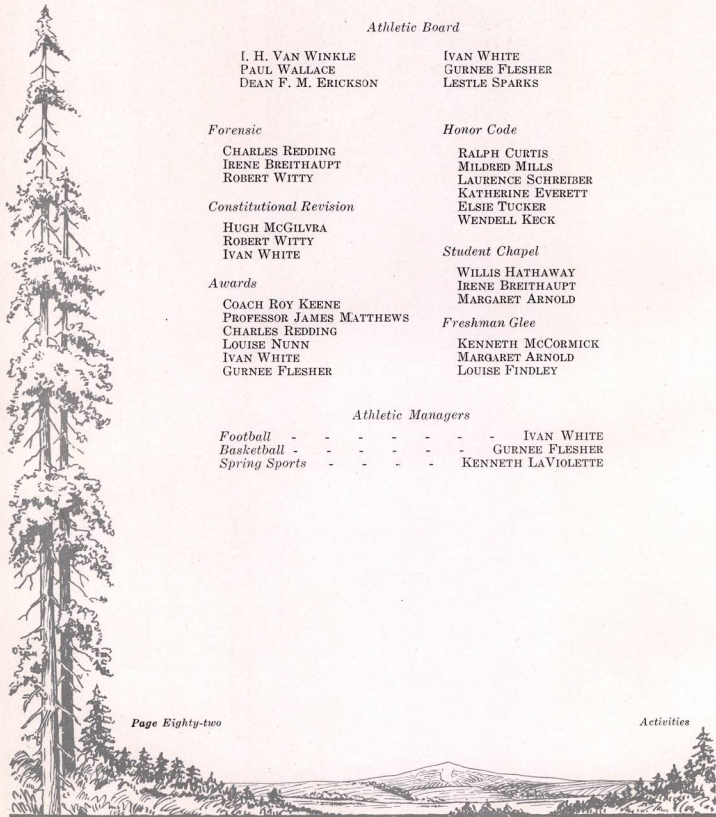 Athletic Board
I. H. VAN WINKLE
PAUL WALLACE
DEAN F. M. ERICKSON
IVAN WHITE
GURNEE FLESHER
LESTLE SPARKS
Forensic
CHARLES REDDING
IRENE BREITHAUPT
ROBERT WITTY
Constitutional Revision
HUGH MCGILVRA
ROBERT WITTY
IVAN WHITE
Awards
COACH ROY KEENE
PROFESSOR JAMES MATTHEWS
CHARLES REDDING
LOUISE NUNN
IVAN WHITE
GURNEE FLESHER
Honor Code
RALPH CURTIS
MILDRED MILLS
LAURENCE SCHREIBER
KATHERINE EVERETT
ELSIE TUCKER
WENDELL KECK
Student Chapel
WILLIS HATHAWAY
IRENE BREITHAUPT
MARGARET ARNOLD
Freshman Glee
KENNETH MCCORMICK
MARGARET ARNOLD
LOUISE FINDLEY
Athletic Managers
Football - - - - - - - IVAN WHITE
Basketball - - - - - - GURNEE FLESHER
Spring Sports - - - - KENNETH LAVIOLETTE
Page Eighty-two
Activities